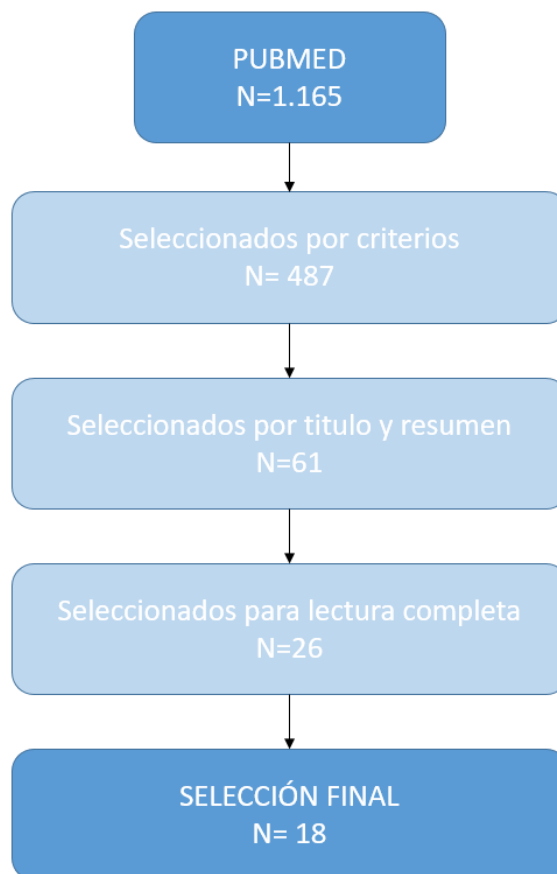 PUBMED
N=1.165
Seleccionados por criterios
N= 487
Seleccionados por titulo y resumen
N=61
Seleccionados para lectura completa
N=26
SELECCIÓN FINAL
N= 18